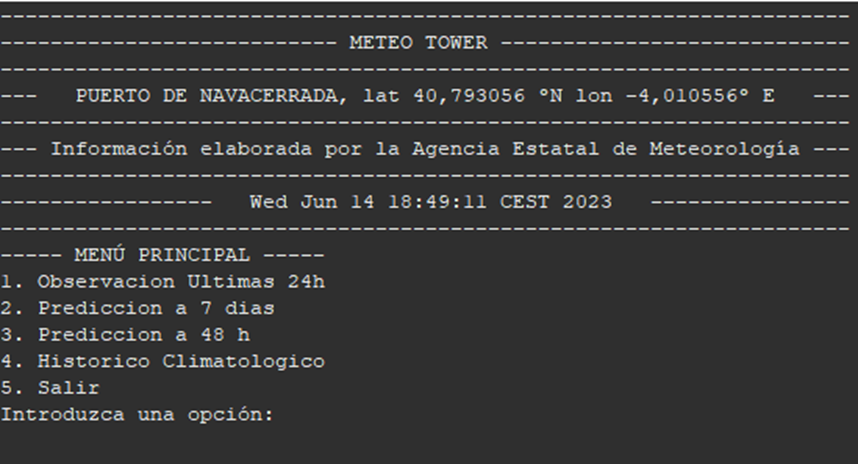 --------------------------------------------------------------------
--------------------------- METEO TOWER ----------------------------
--------------------------------------------------------------------
---   PUERTO DE NAVACERRADA, lat 40,793056 ºN lon -4,010556º E   ---
--------------------------------------------------------------------
--- Información elaborada por la Agencia Estatal de Meteorología ---
--------------------------------------------------------------------
-----------------   Wed Jun 14 18:49:11 CEST 2023   ----------------
--------------------------------------------------------------------
----- MENÚ PRINCIPAL -----
1. Observacion Ultimas 24h
2. Prediccion a 7 dias
3. Prediccion a 48 h
4. Historico Climatologico
5. Salir
Introduzca una opción: